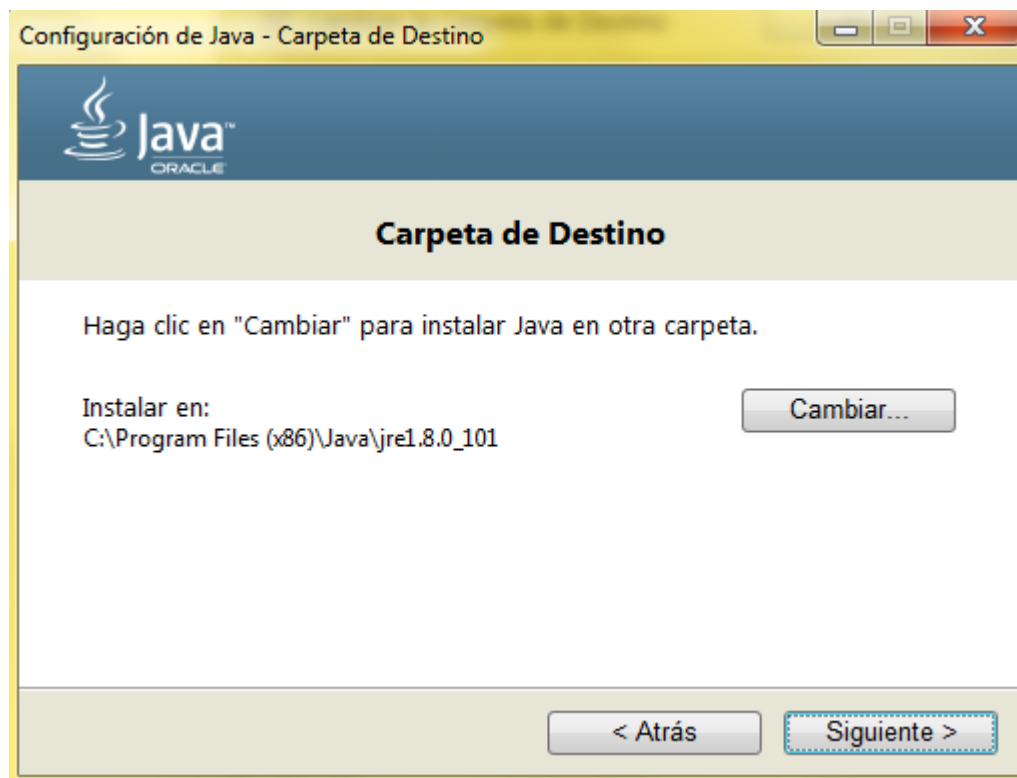 Configuración de Java - Carpeta de Destino
Java™
ORACLE
Carpeta de Destino
Haga clic en "Cambiar" para instalar Java en otra carpeta.
Instalar en:
Cambiar...
C:\Program Files (x86)\Java\jre1.8.0_101
< Atrás
Siguiente >